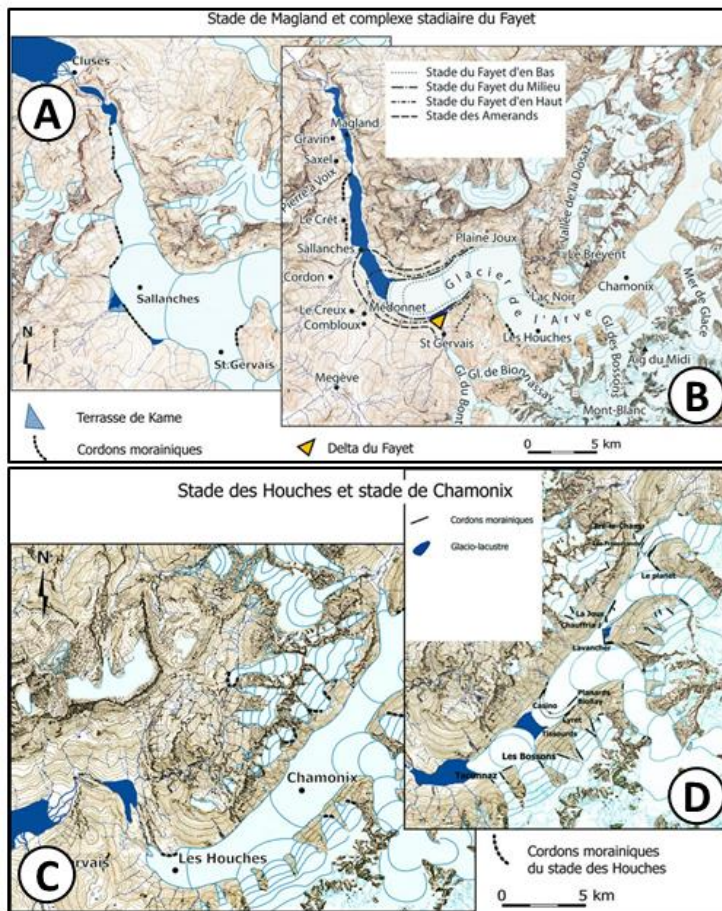 Stade de Magland et complexe stadiaire du Fayet
Cluses
A
Sallanches
St.Gervais
N
Terrasse de Kame
Cordons morainiques
Stade du Fayet d'en Bas
Stade du Fayet du Milieu
Stade du Fayet d'en Haut
Stade des Amerands
Magland
Gravin
Saxel
Pierre à Voix
Le Crêt
Sallanches
Cordon
Le Creux
Combloux
Megève
Médonnet
Plaine Joux
Vallée de la Diosaz
Le Brévent
Chamonix
Glacier de l'Arve
Lac Noir
Les Houches
St Gervais
Mer de Glace
Gl. des Bossons
Aig du Midi
Gl. de Bionnassay
Gl. du Bont
Mont-Blanc
B
Delta du Fayet
0 5 km
Stade des Houches et stade de Chamonix
N
Chamonix
Les Houches
ervais
C
Cordons morainiques
Glacio-lacustre
Le planet
La Joux
Lavancher
Casino
Planards
Biollay
Lyret
Tissourds
Les Bossons
Taconnaz
D
Cordons morainiques
du stade des Houches
0 5 km